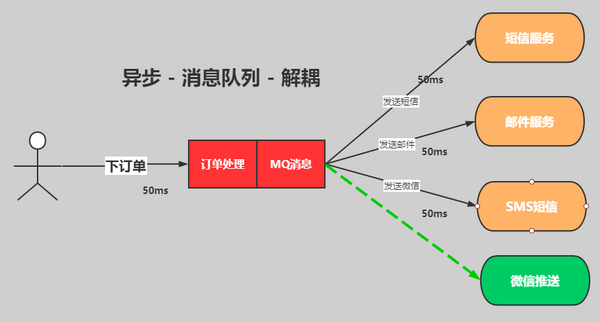 异步 - 消息队列 - 解耦
短信服务
50ms
发送短信
邮件服务
发送邮件
50ms
下订单
订单处理
MQ消息
50ms
发送微信
SMS短信
50ms
微信推送